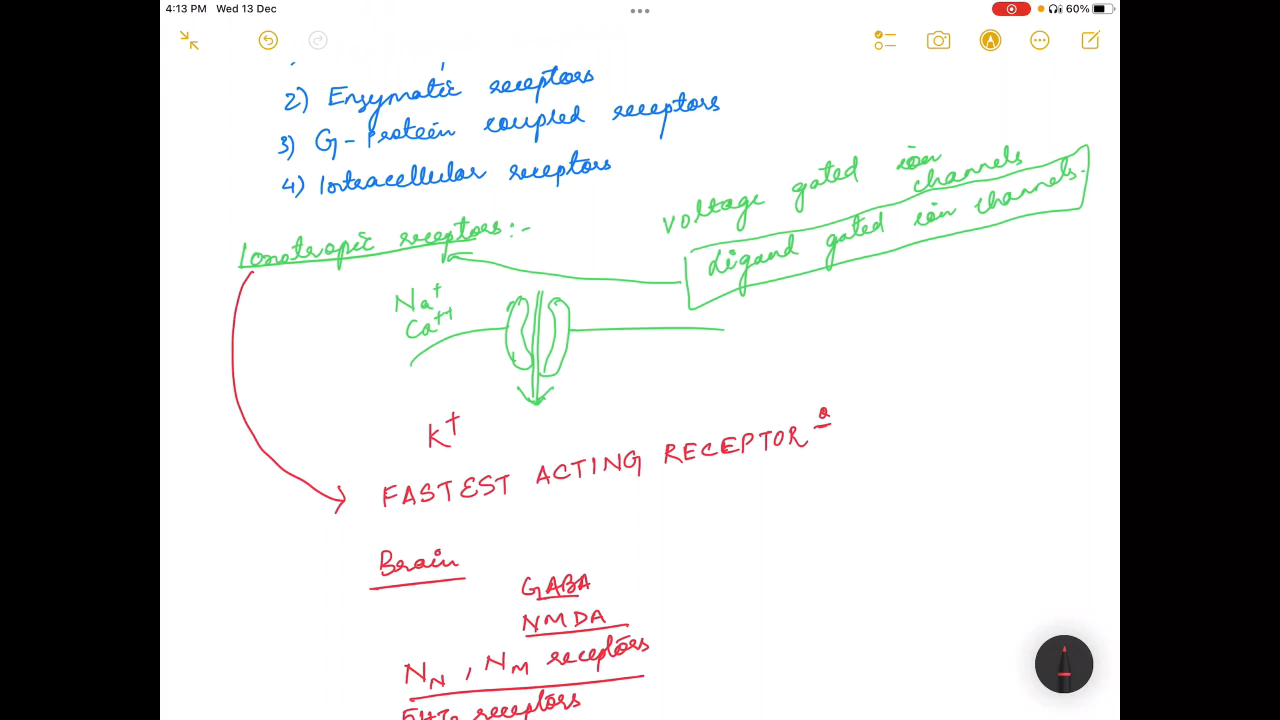 4:13 PM Wed 13 Dec
60%
2) Enzymatic receptors
3) G-Protein coupled receptors
4) Intracellular receptors
voltage gated ion channels
ligand gated ion channels.
Ionotropic receptors:-
Na+
Ca++
K+
FASTEST ACTING RECEPTOR
Brain
GABA
NMDA
NN, NM receptors
receptors